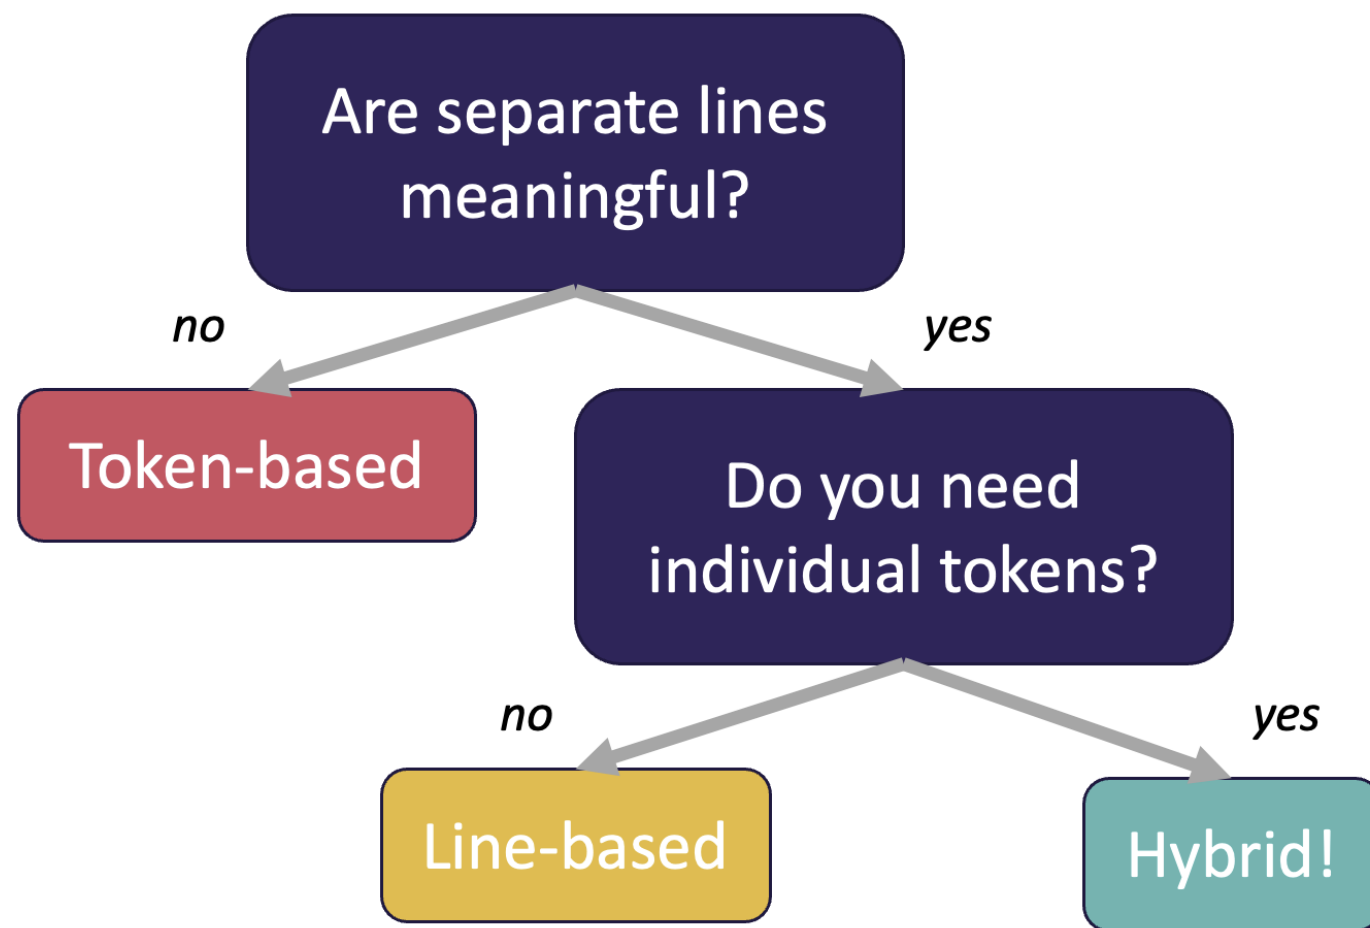 Are separate lines
meaningful?
no
yes
Token-based
Do you need
individual tokens?
no
yes
Line-based
Hybrid!